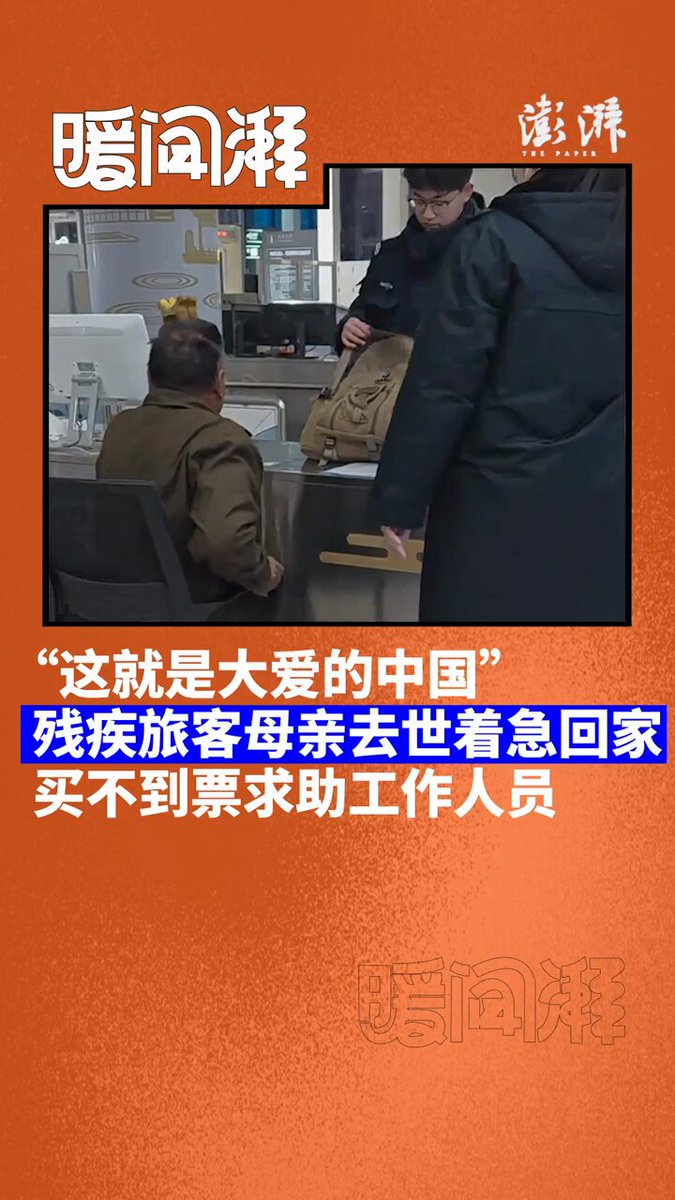 暖闻湃
澎湃
THE PAPER
“这就是大爱的中国”
残疾旅客母亲去世着急回家
买不到票求助工作人员
暖闻湃